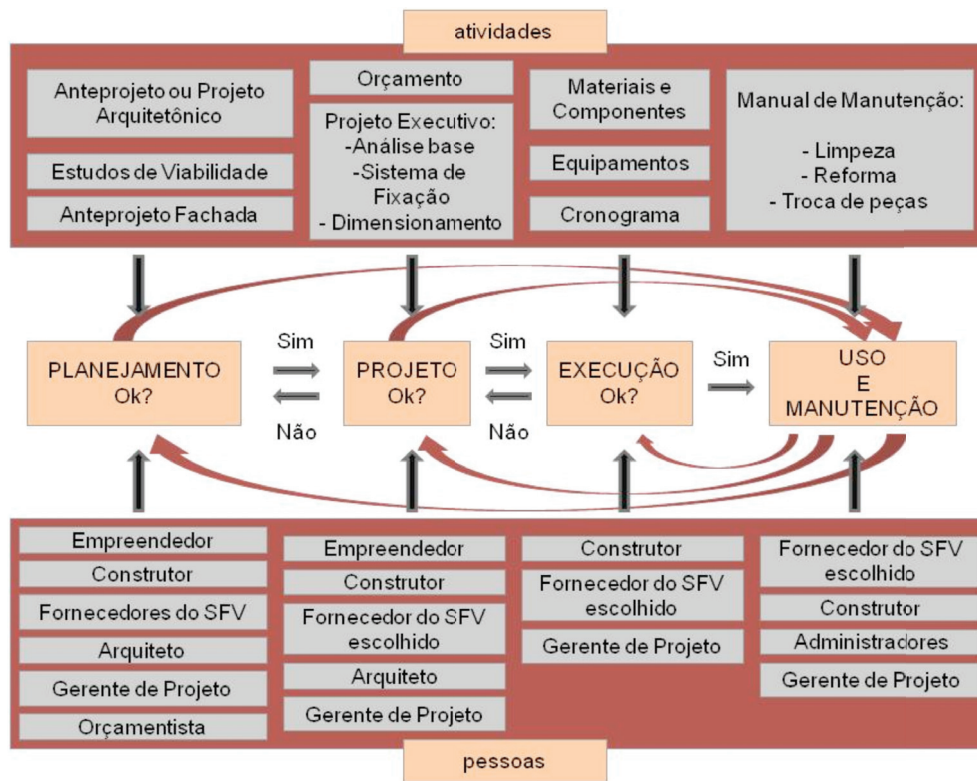 atividades
Anteprojeto ou Projeto
Arquitetônico
Estudos de Viabilidade
Anteprojeto Fachada
Orçamento
Projeto Executivo:
-Análise base
-Sistema de
Fixação
- Dimensionamento
Materiais e
Componentes
Equipamentos
Cronograma
Manual de Manutenção:
- Limpeza
- Reforma
- Troca de peças
PLANEJAMENTO
Ok?
Sim
Não
PROJETO
Ok?
Sim
Não
EXECUÇÃO
Ok?
Sim
USO
E
MANUTENÇÃO
Empreendedor
Construtor
Fornecedores do SFV
Arquiteto
Gerente de Projeto
Orçamentista
Empreendedor
Construtor
Fornecedor do SFV
escolhido
Arquiteto
Gerente de Projeto
Construtor
Fornecedor do SFV
escolhido
Gerente de Projeto
Fornecedor do SFV
escolhido
Construtor
Administradores
Gerente de Projeto
pessoas